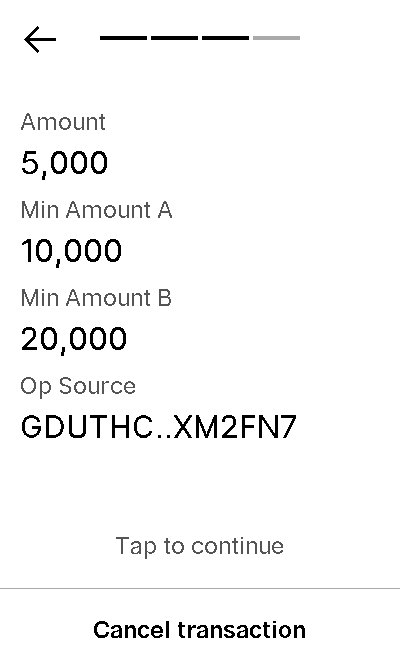 Amount
5,000
Min Amount A
10,000
Min Amount B
20,000
Op Source
GDUTHC..XM2FN7
Tap to continue
Cancel transaction